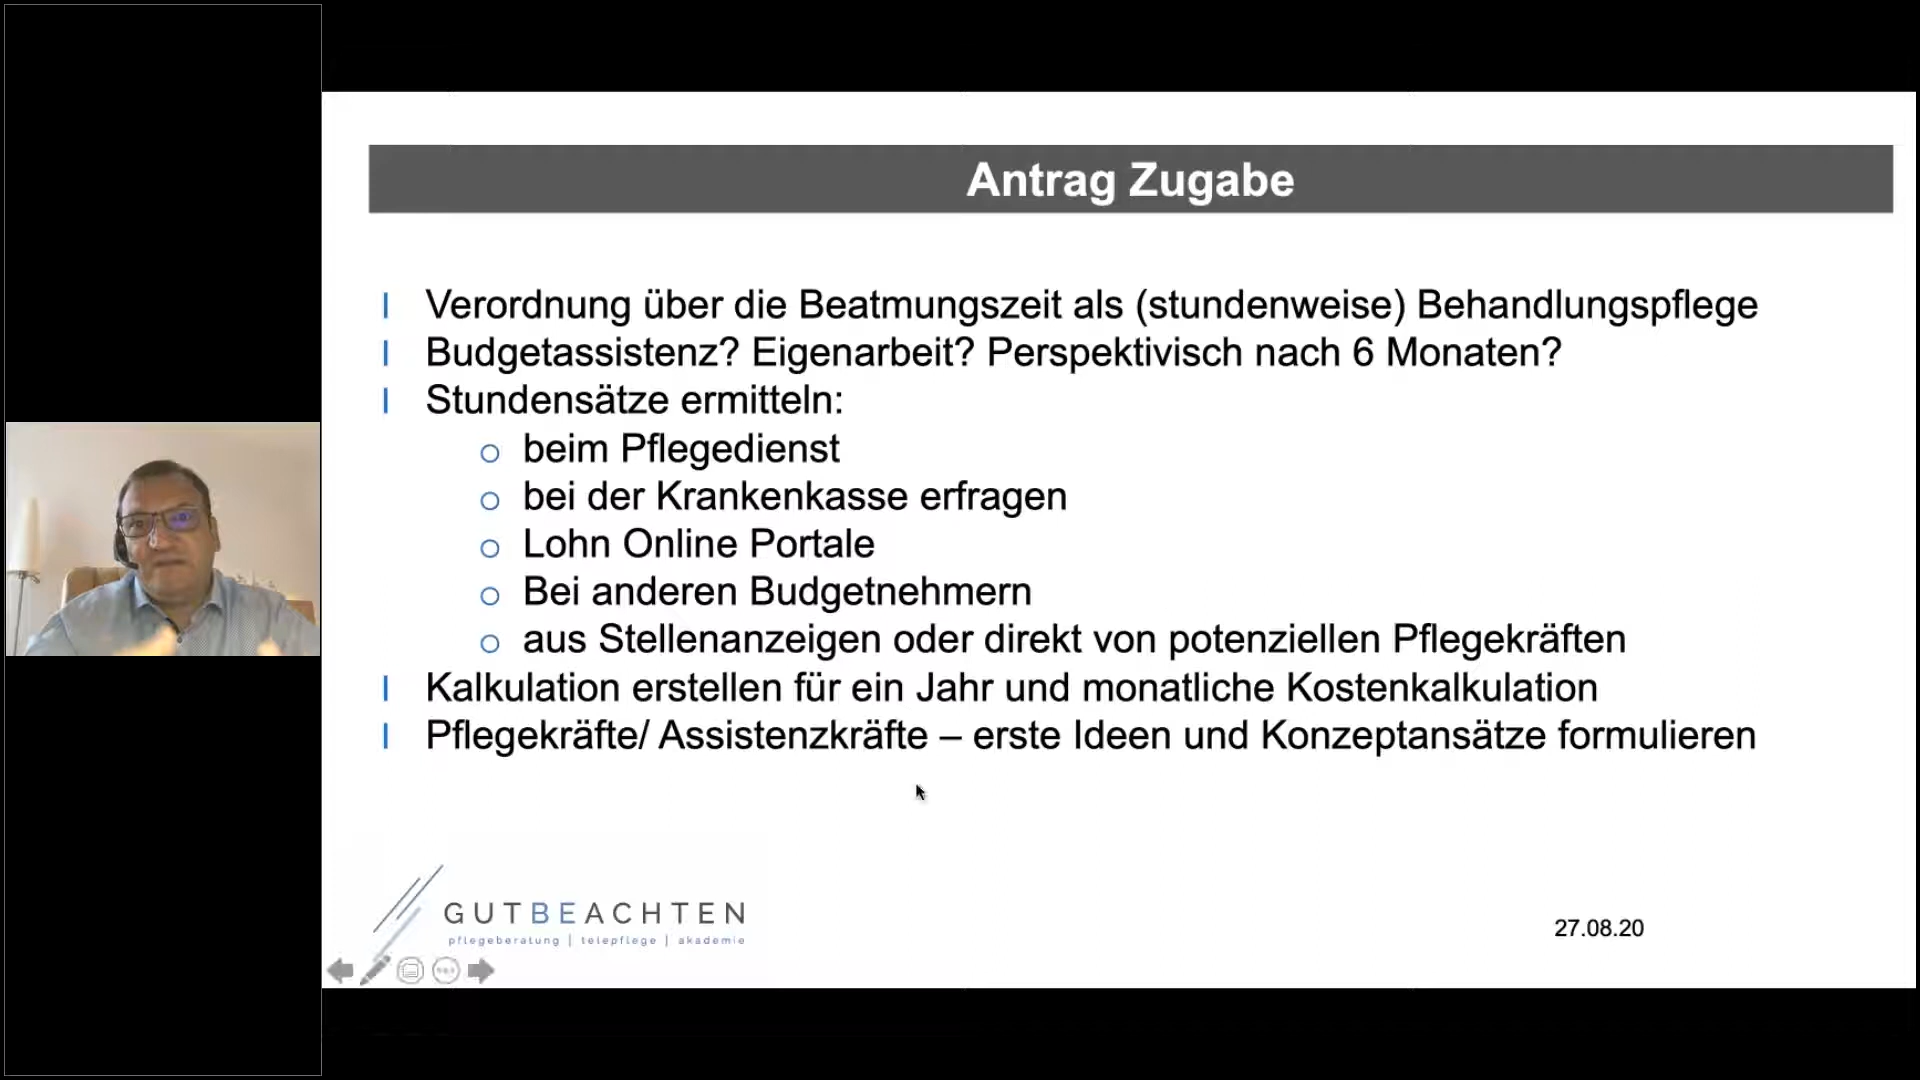 Antrag Zugabe
Verordnung über die Beatmungszeit als (stundenweise) Behandlungspflege
Budgetassistenz? Eigenarbeit? Perspektivisch nach 6 Monaten?
Stundensätze ermitteln:
beim Pflegedienst
bei der Krankenkasse erfragen
Lohn Online Portale
Bei anderen Budgetnehmern
aus Stellenanzeigen oder direkt von potenziellen Pflegekräften
Kalkulation erstellen für ein Jahr und monatliche Kostenkalkulation
Pflegekräfte/ Assistenzkräfte – erste Ideen und Konzeptansätze formulieren
GUTBEACHTEN
pflegeberatung | telepflege | akademie
27.08.20